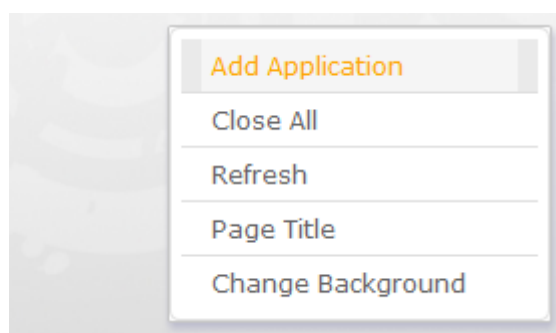 Add Application
Close All
Refresh
Page Title
Change Background